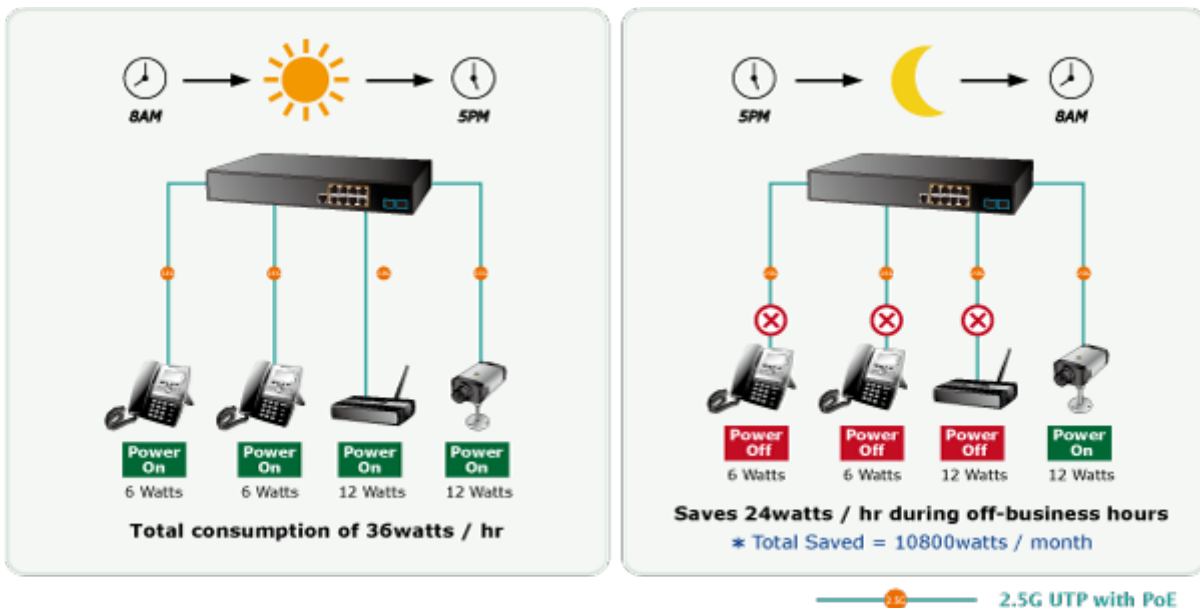 8AM
5PM
Power
On
6 Watts
Power
On
6 Watts
Power
On
12 Watts
Power
On
12 Watts
Total consumption of 36watts / hr
5PM
8AM
Power
Off
6 Watts
Power
Off
6 Watts
Power
Off
12 Watts
Power
On
12 Watts
Saves 24watts / hr during off-business hours
* Total Saved = 10800watts / month
2.5G
2.5G UTP with PoE